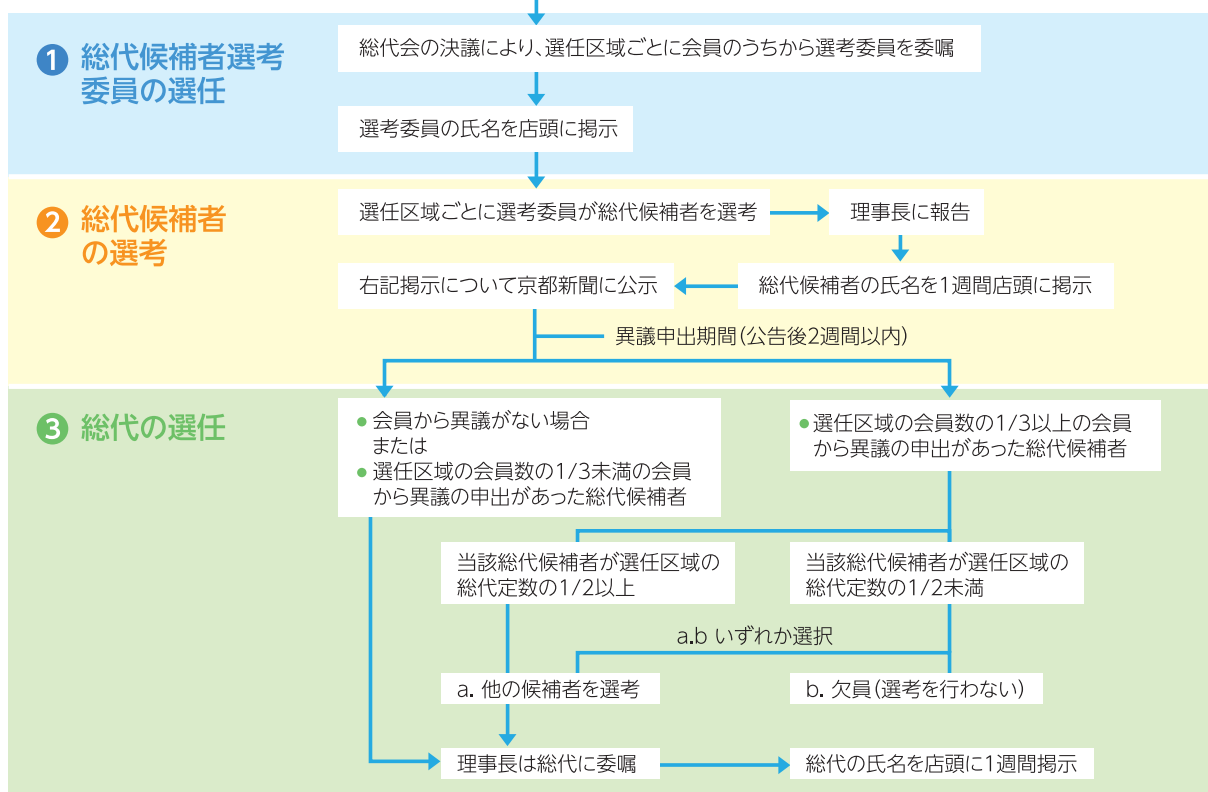 ❶ 総代候補者選考
委員の選任
総代会の決議により、選任区域ごとに会員のうちから選考委員を委嘱
選考委員の氏名を店頭に掲示
❷ 総代候補者
の選考
選任区域ごとに選考委員が総代候補者を選考
理事長に報告
右記掲示について京都新聞に公示
総代候補者の氏名を1週間店頭に掲示
異議申出期間(公告後2週間以内)
❸ 総代の選任
● 会員から異議がない場合
または
● 選任区域の会員数の1/3未満の会員
から異議の申出があった総代候補者
● 選任区域の会員数の1/3以上の会員
から異議の申出があった総代候補者
当該総代候補者が選任区域の
総代定数の1/2以上
当該総代候補者が選任区域の
総代定数の1/2未満
a.b いずれか選択
a. 他の候補者を選考
b. 欠員(選考を行わない)
理事長は総代に委嘱
総代の氏名を店頭に1週間掲示